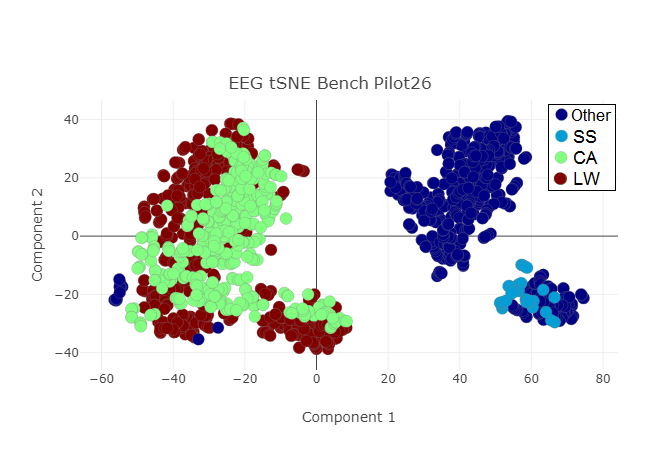 EEG tSNE Bench Pilot26
Other
SS
CA
LW
40
20
0
−20
−40
Component 2
−60
−40
−20
0
20
40
60
80
Component 1